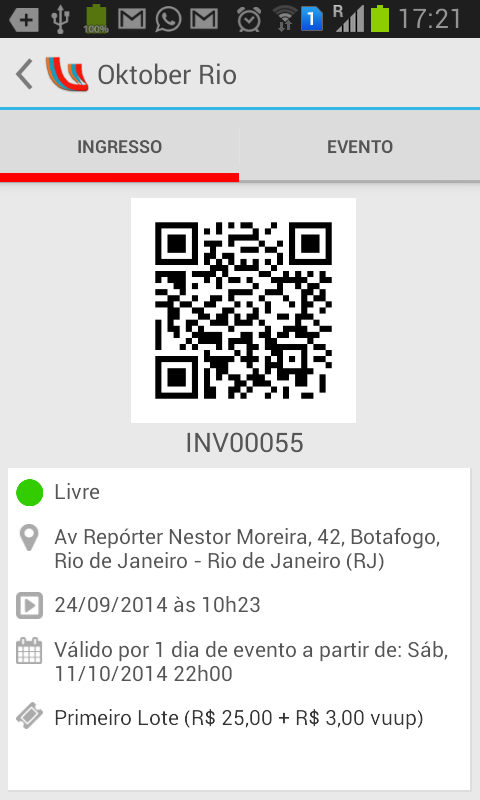 100%
1
R
17:21
Oktober Rio
INGRESSO
EVENTO
INV00055
Livre
Av Repórter Nestor Moreira, 42, Botafogo,
Rio de Janeiro - Rio de Janeiro (RJ)
24/09/2014 às 10h23
Válido por 1 dia de evento a partir de: Sáb,
11/10/2014 22h00
Primeiro Lote (R$ 25,00 + R$ 3,00 vuup)